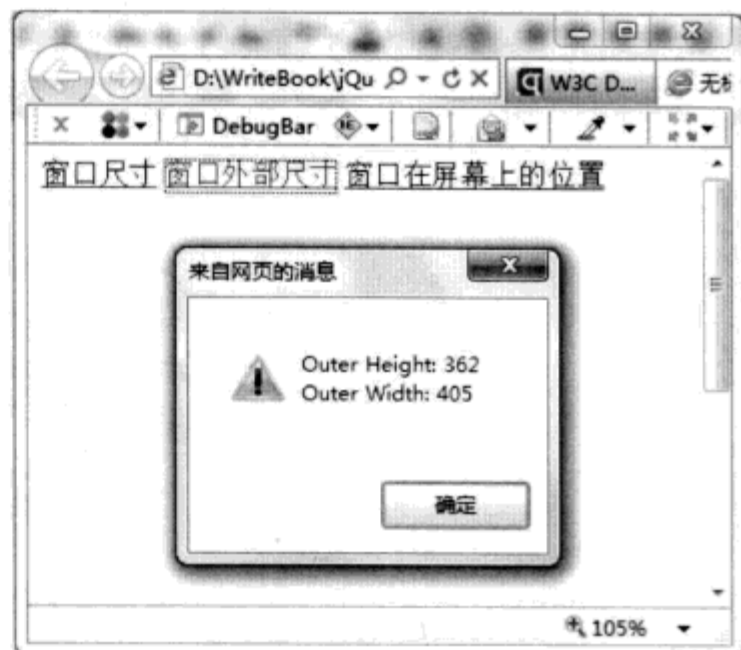 D:\WriteBook\jQu
W3C D...
DebugBar
窗口尺寸 窗口外部尺寸 窗口在屏幕上的位置
来自网页的消息
Outer Height: 362
Outer Width: 405
确定
105%